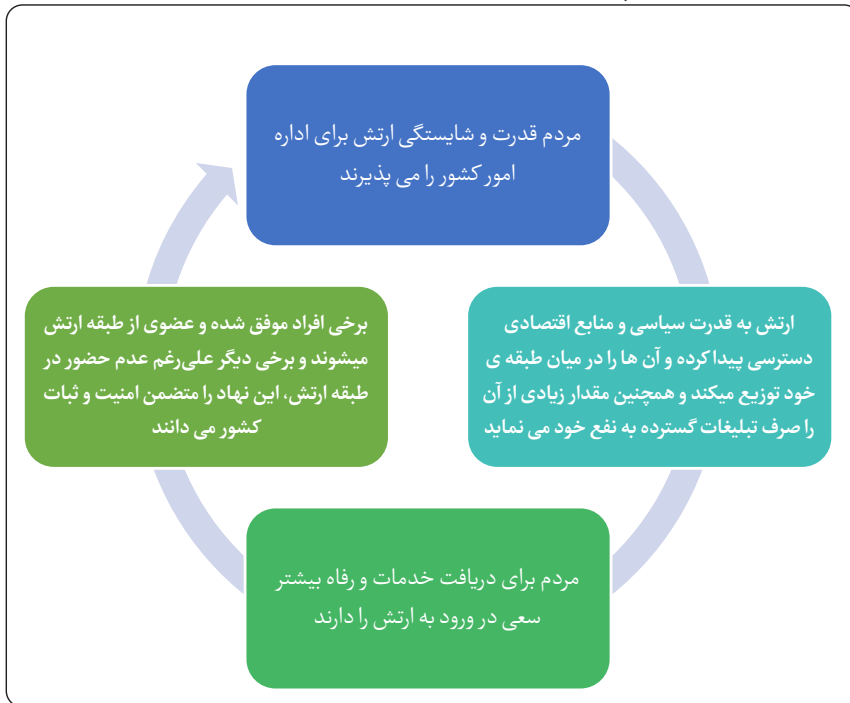 مردم قدرت و شایستگی ارتش برای اداره
امور کشور را می پذیرند
ارتش به قدرت سیاسی و منابع اقتصادی
دسترسی پیدا کرده و آن ها را در میان طبقه ی
خود توزیع میکند و همچنین مقدار زیادی از آن
را صرف تبلیغات گسترده به نفع خود می نماید
مردم برای دریافت خدمات و رفاه بیشتر
سعی در ورود به ارتش را دارند
برخی افراد موفق شده و عضوی از طبقه ارتش
میشوند و برخی دیگر علی‌رغم عدم حضور در
طبقه ارتش، این نهاد را متضمن امنیت و ثبات
کشور می دانند